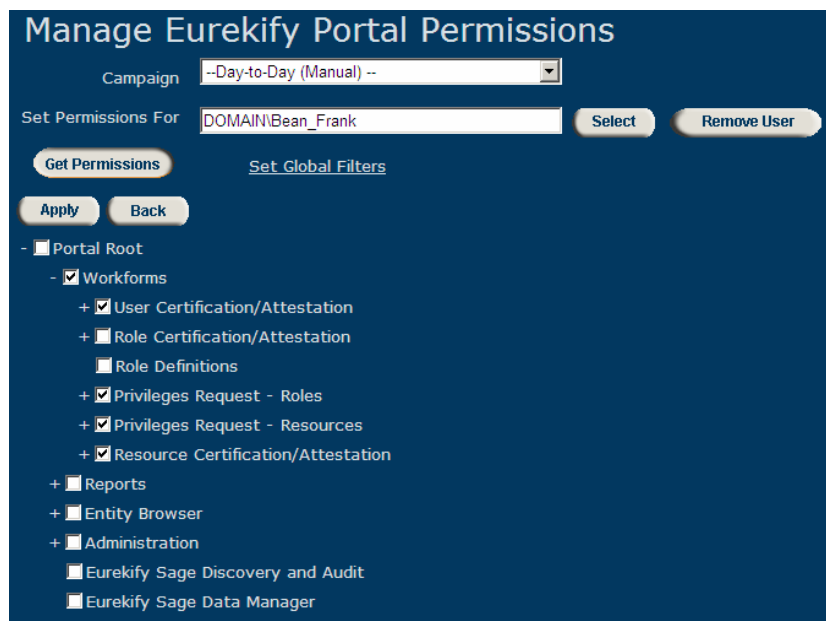 Manage Eurekify Portal Permissions
Campaign --Day-to-Day (Manual) --
Set Permissions For DOMAIN\Bean_Frank Select Remove User
Get Permissions Set Global Filters
Apply Back
- Portal Root
- Workforms
+ User Certification/Attestation
+ Role Certification/Attestation
Role Definitions
+ Privileges Request - Roles
+ Privileges Request - Resources
+ Resource Certification/Attestation
+ Reports
+ Entity Browser
+ Administration
Eurekify Sage Discovery and Audit
Eurekify Sage Data Manager